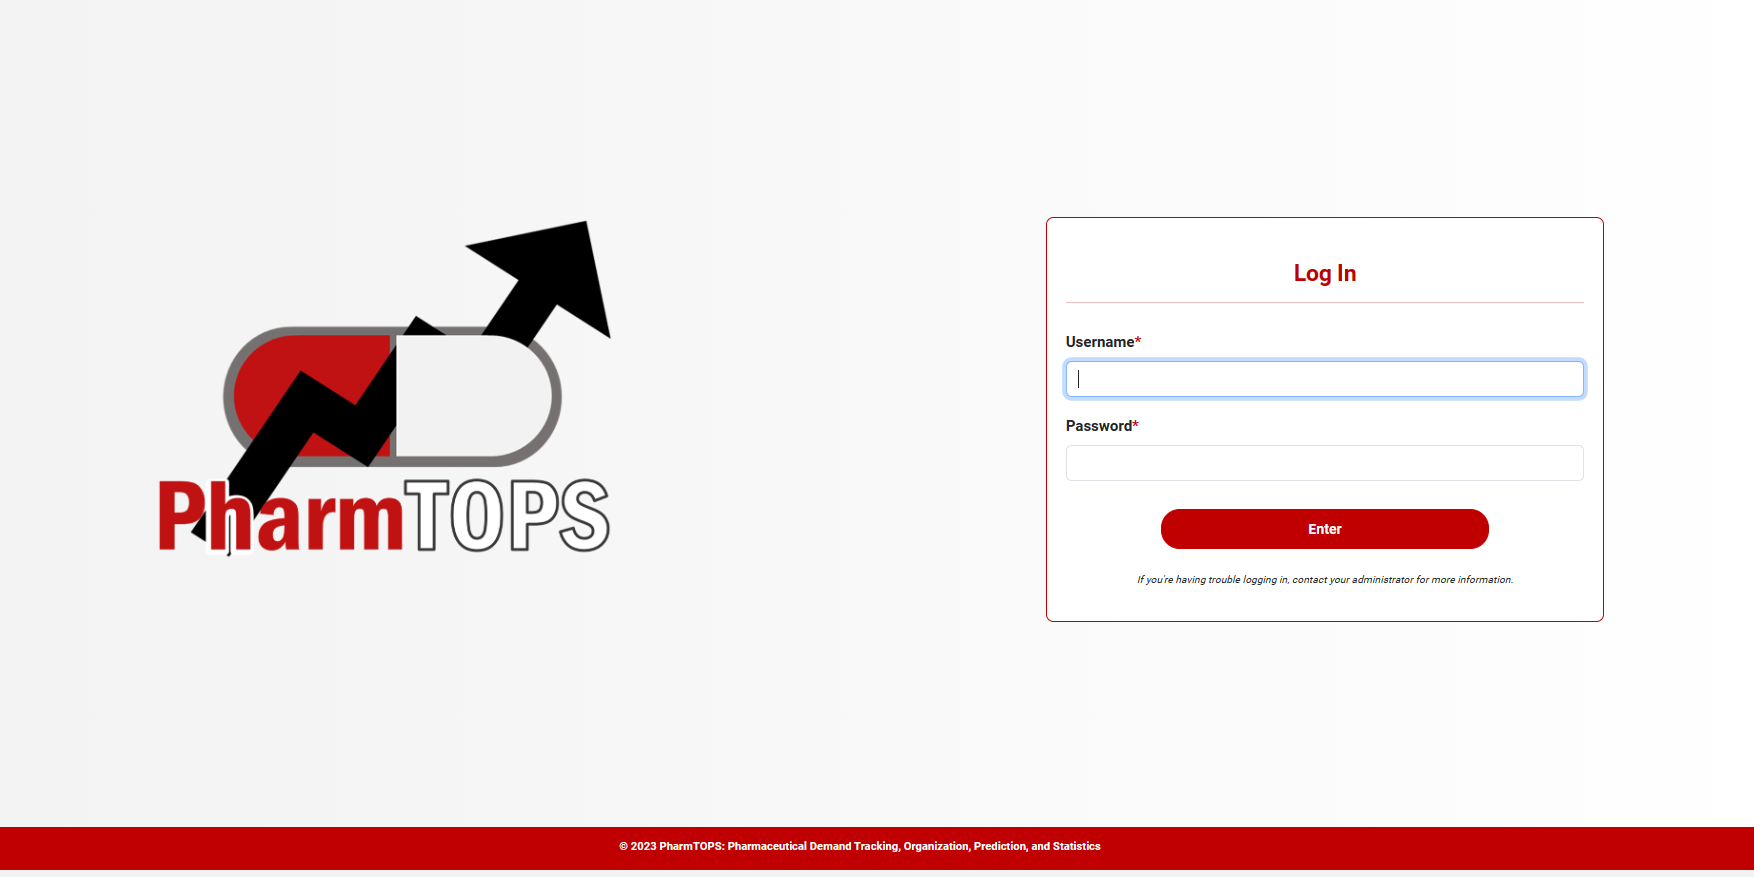 PharmTOPS
Log In
Username*
Password*
Enter
If you're having trouble logging in, contact your administrator for more information.
© 2023 PharmTOPS: Pharmaceutical Demand Tracking, Organization, Prediction, and Statistics